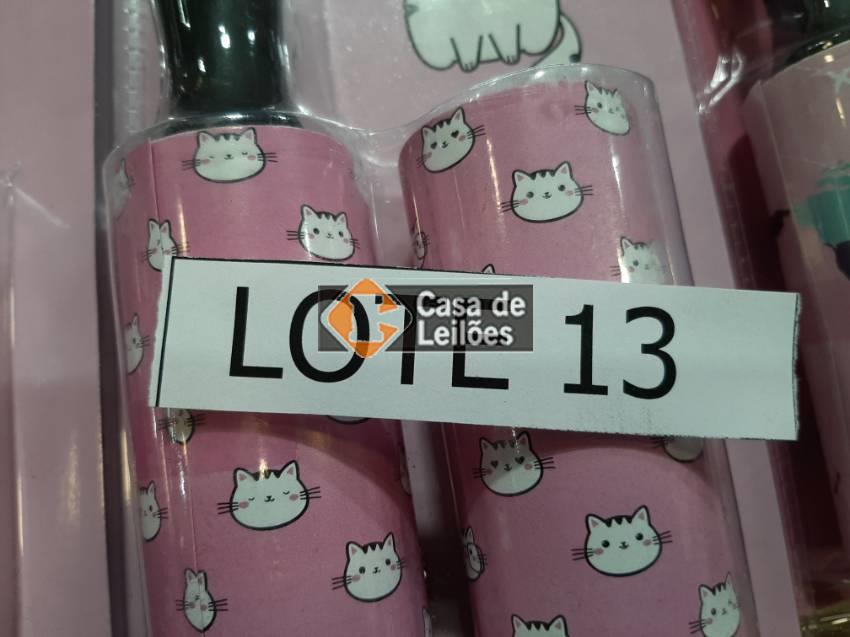 LOTE 13
Casa de
Leilões